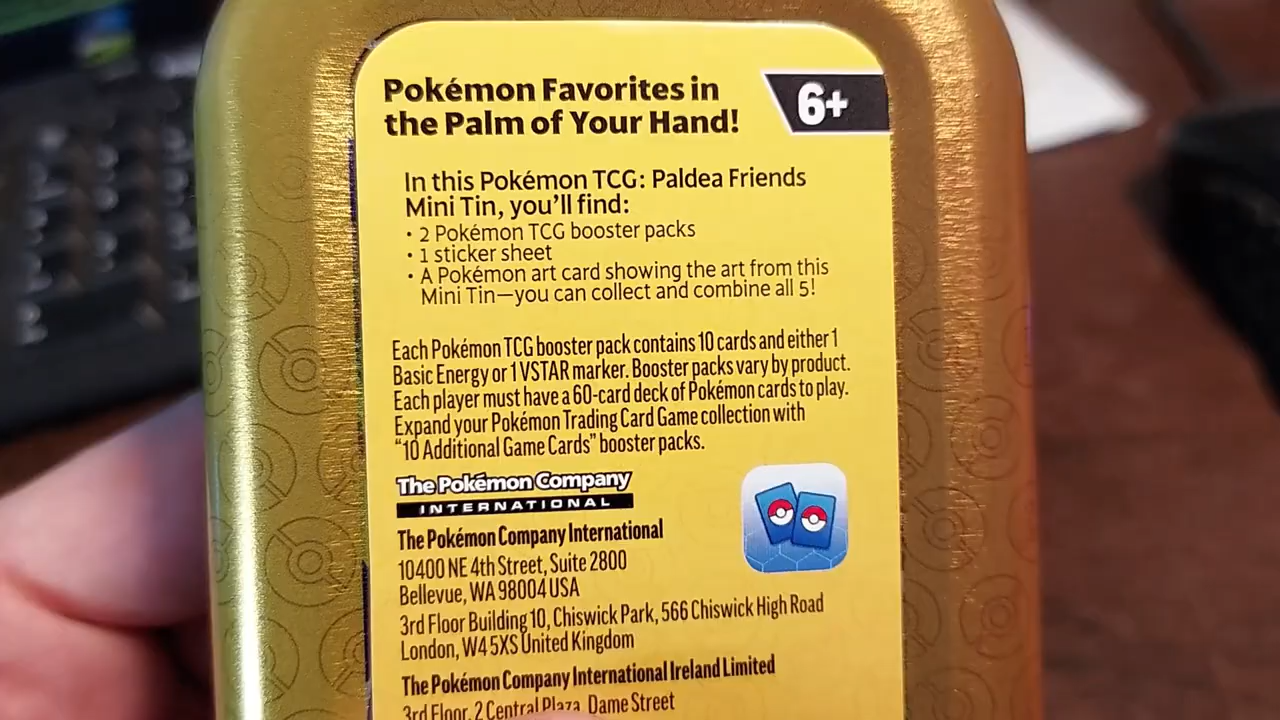 Pokémon Favorites in
the Palm of Your Hand!
6+
In this Pokémon TCG: Paldea Friends
Mini Tin, you'll find:
• 2 Pokémon TCG booster packs
• 1 sticker sheet
• A Pokémon art card showing the art from this
Mini Tin—you can collect and combine all 5!
Each Pokémon TCG booster pack contains 10 cards and either 1
Basic Energy or 1 VSTAR marker. Booster packs vary by product.
Each player must have a 60-card deck of Pokémon cards to play.
Expand your Pokémon Trading Card Game collection with
“10 Additional Game Cards” booster packs.
The Pokémon Company
INTERNATIONAL
The Pokémon Company International
10400 NE 4th Street, Suite 2800
Bellevue, WA 98004 USA
3rd Floor Building 10, Chiswick Park, 566 Chiswick High Road
London, W4 5XS United Kingdom
The Pokémon Company International Ireland Limited
3rd Floor, 2 Central Plaza, Dame Street